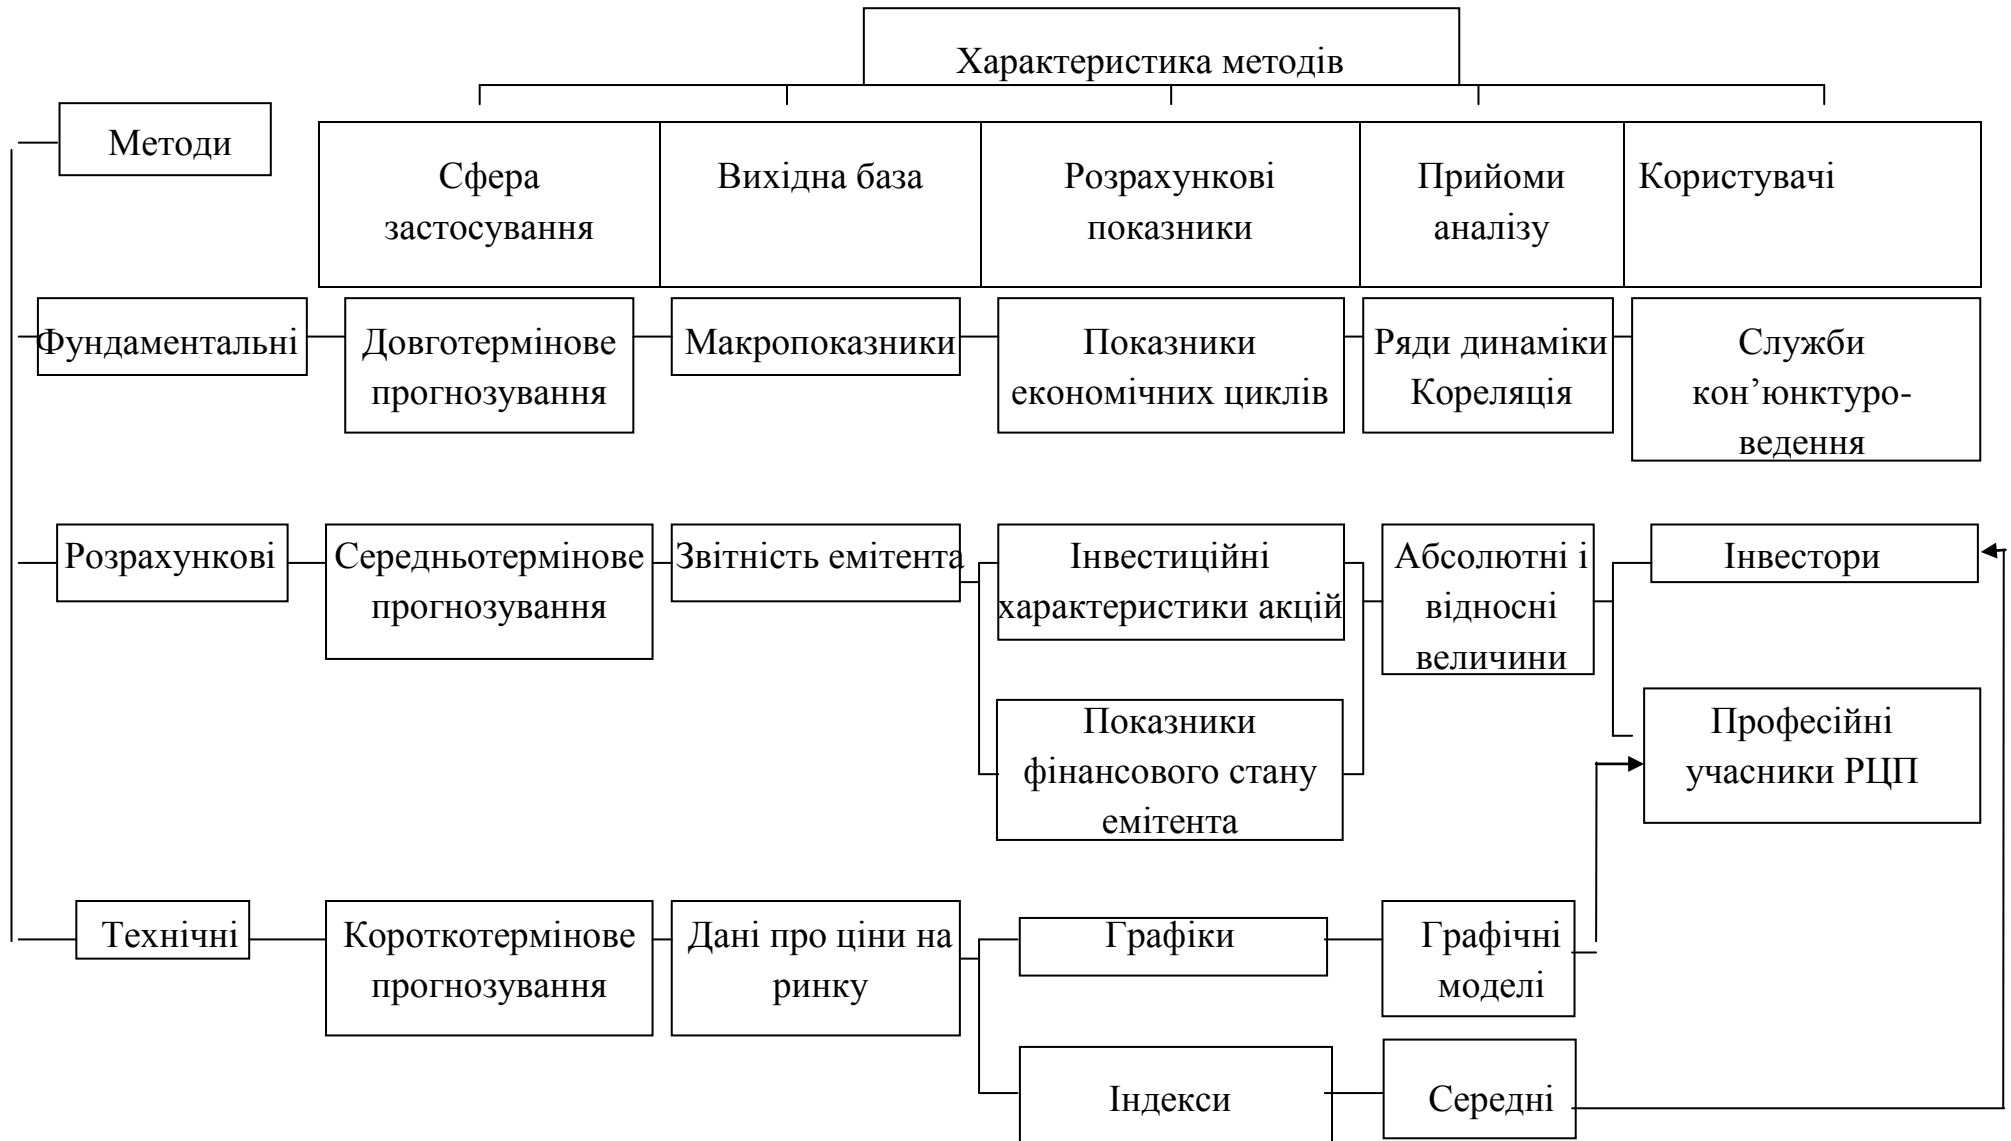 Характеристика методів
Методи
Сфера
застосування
Вихідна база
Розрахункові
показники
Прийоми
аналізу
Користувачі
Фундаментальні
Довготермінове
прогнозування
Макропоказники
Показники
економічних циклів
Ряди динаміки
Кореляція
Служби
кон’юнктуро-
ведення
Розрахункові
Середньотермінове
прогнозування
Звітність емітента
Інвестиційні
характеристики акцій
Показники
фінансового стану
емітента
Абсолютні і
відносні
величини
Інвестори
Професійні
учасники РЦП
Технічні
Короткотермінове
прогнозування
Дані про ціни на
ринку
Графіки
Графічні
моделі
Індекси
Середні